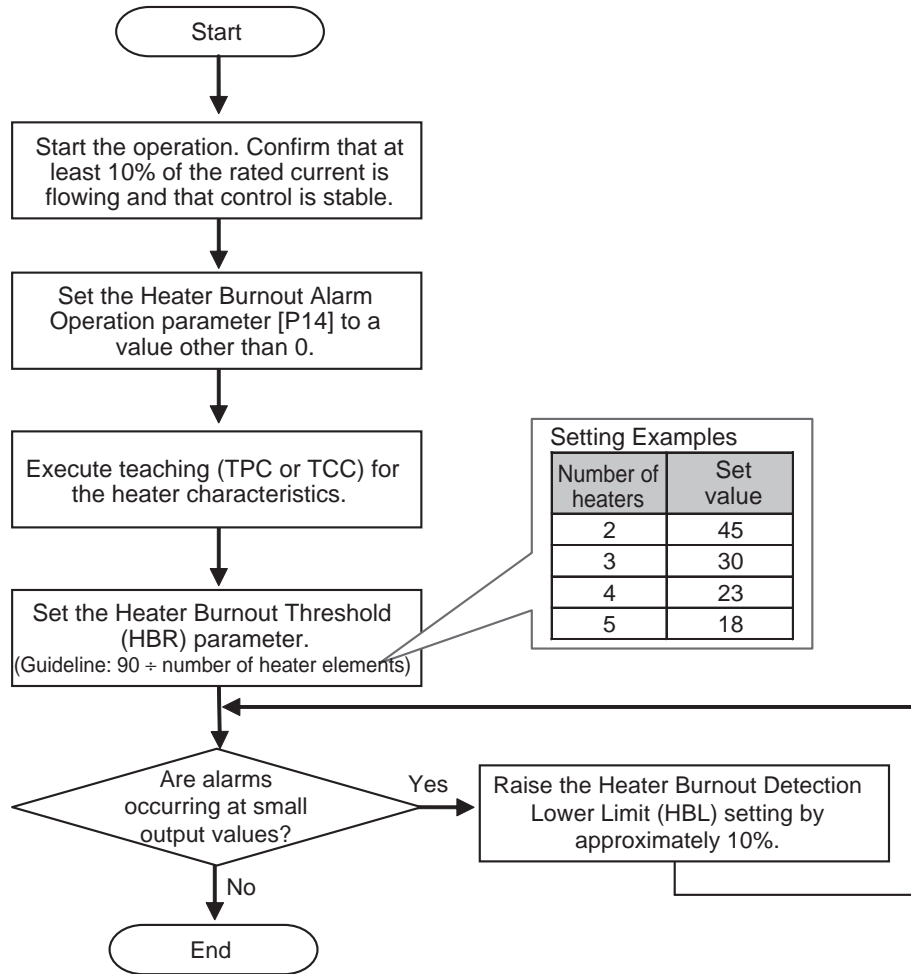 Start
Start the operation. Confirm that at
least 10% of the rated current is
flowing and that control is stable.
Set the Heater Burnout Alarm
Operation parameter [P14] to a
value other than 0.
Execute teaching (TPC or TCC) for
the heater characteristics.
Setting Examples
Number of heaters Set value
2 45
3 30
4 23
5 18
Set the Heater Burnout Threshold
(HBR) parameter.
(Guideline: 90 ÷ number of heater elements)
Are alarms
occurring at small
output values?
Yes
Raise the Heater Burnout Detection
Lower Limit (HBL) setting by
approximately 10%.
No
End